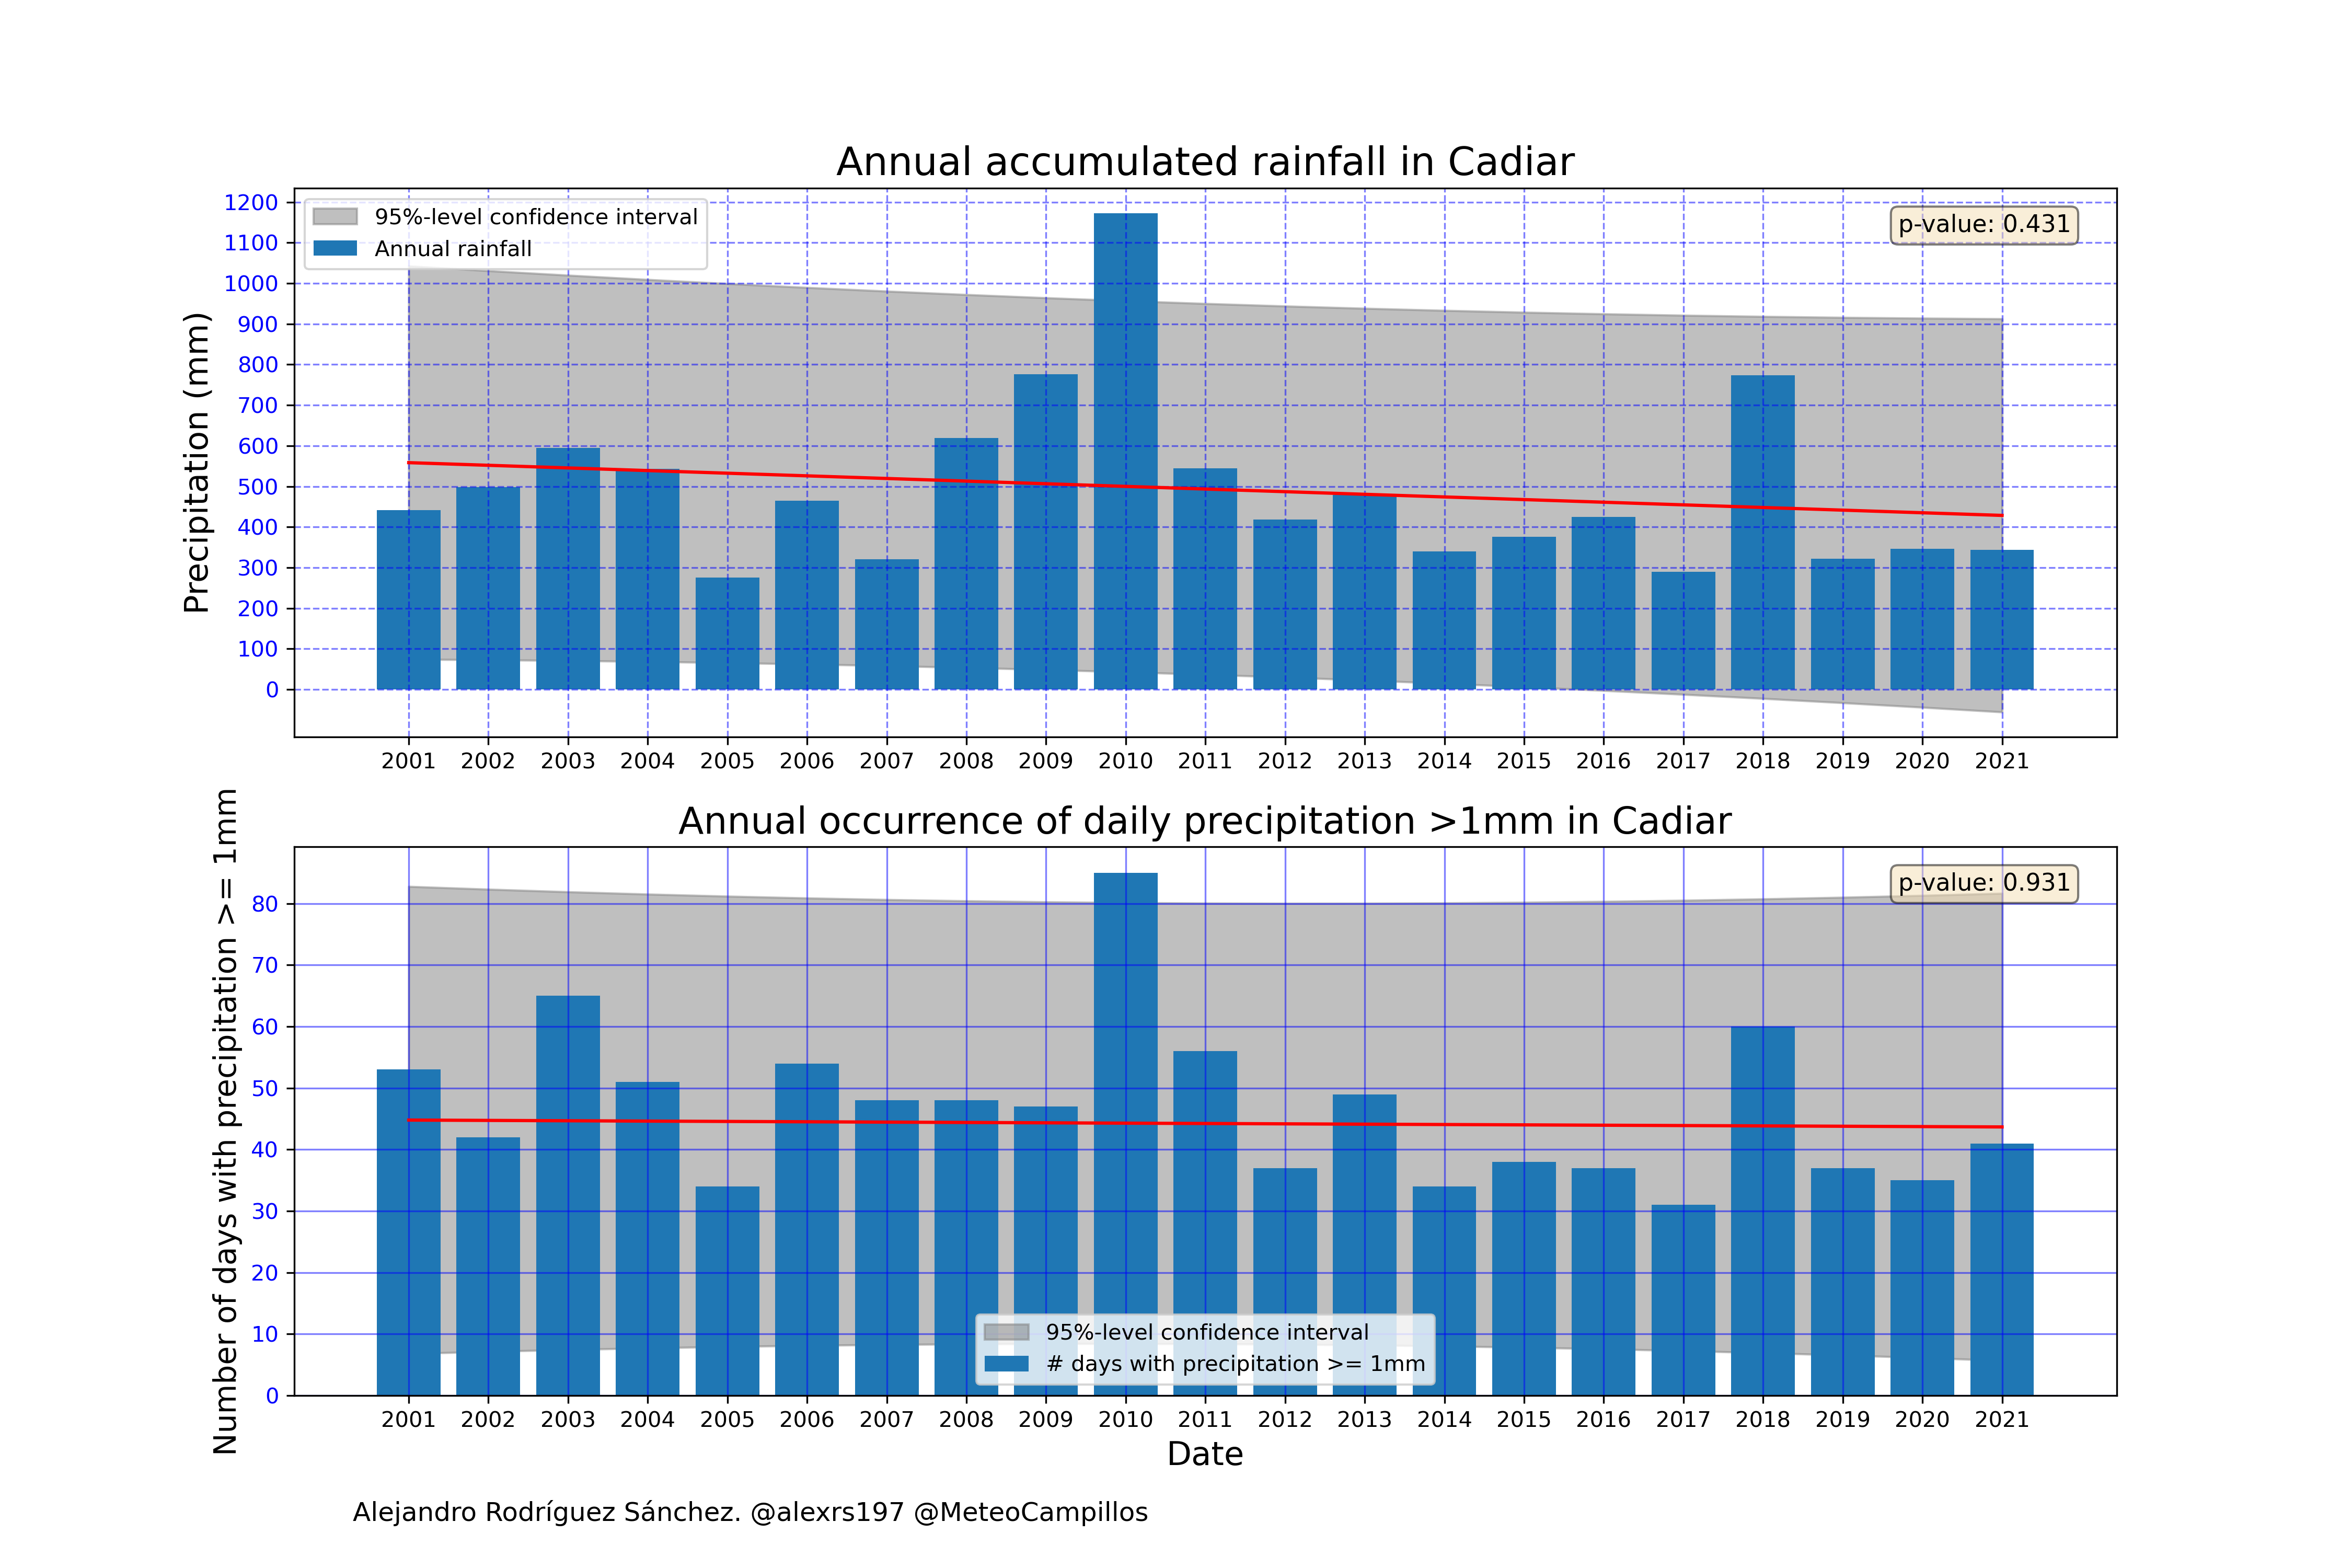 Annual accumulated rainfall in Cadiar
95%-level confidence interval
Annual rainfall
p-value: 0.431
Precipitation (mm)
1200
1100
1000
900
800
700
600
500
400
300
200
100
0
2001 2002 2003 2004 2005 2006 2007 2008 2009 2010 2011 2012 2013 2014 2015 2016 2017 2018 2019 2020 2021
Annual occurrence of daily precipitation >1mm in Cadiar
p-value: 0.931
Number of days with precipitation >= 1mm
80
70
60
50
40
30
20
10
0
95%-level confidence interval
# days with precipitation >= 1mm
2001 2002 2003 2004 2005 2006 2007 2008 2009 2010 2011 2012 2013 2014 2015 2016 2017 2018 2019 2020 2021
Date
Alejandro Rodríguez Sánchez. @alexrs197 @MeteoCampillos